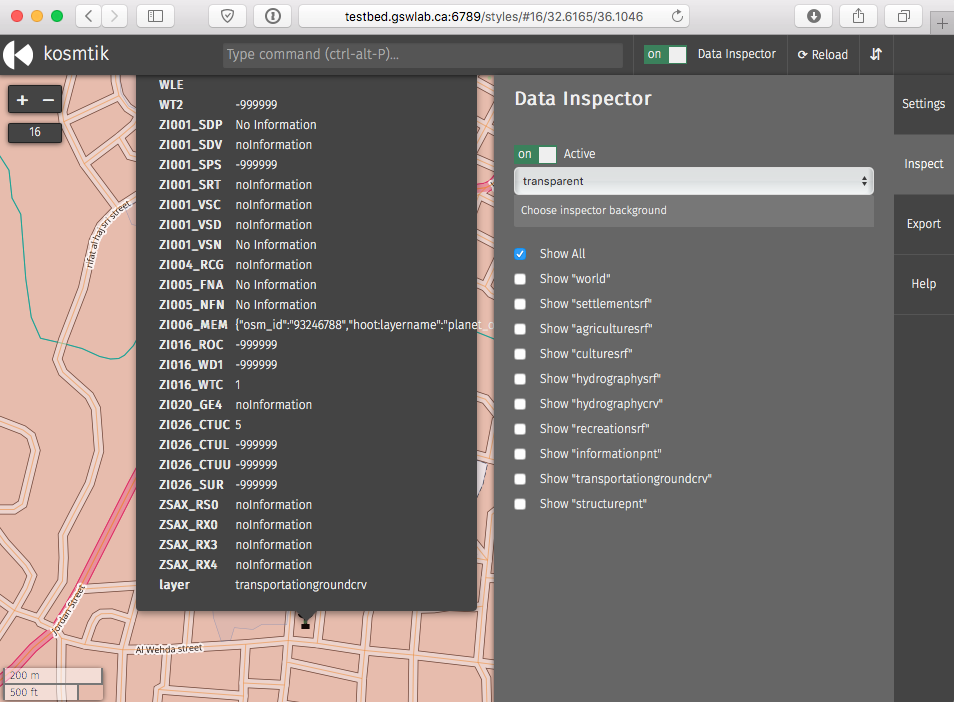 testbed.gswlab.ca:6789/styles/#16/32.6165/36.1046
kosmtik
Type command (ctrl-alt-P)...
on Data Inspector
Reload
+ −
16
rifat al hajsri street
Jordan Street
Al Wehda street
200 m
500 ft
WLE
WT2 -999999
ZI001_SDP No Information
ZI001_SDV noInformation
ZI001_SPS -999999
ZI001_SRT noInformation
ZI001_VSC noInformation
ZI001_VSD noInformation
ZI001_VSN No Information
ZI004_RCG noInformation
ZI005_FNA No Information
ZI005_NFN No Information
ZI006_MEM {"osm_id":"93246788","hoot:layername":"planet_
ZI016_ROC -999999
ZI016_WD1 -999999
ZI016_WTC 1
ZI020_GE4 noInformation
ZI026_CTUC 5
ZI026_CTUL -999999
ZI026_CTUU -999999
ZI026_SUR -999999
ZSAX_RS0 noInformation
ZSAX_RX0 noInformation
ZSAX_RX3 noInformation
ZSAX_RX4 noInformation
layer transportationgroundcrv
Data Inspector
on Active
transparent
Choose inspector background
Show All
Show "world"
Show "settlementsrf"
Show "agriculturesrf"
Show "culturesrf"
Show "hydrographysrf"
Show "hydrographycrv"
Show "recreationsrf"
Show "informationpnt"
Show "transportationgroundcrv"
Show "structurepnt"
Settings
Inspect
Export
Help